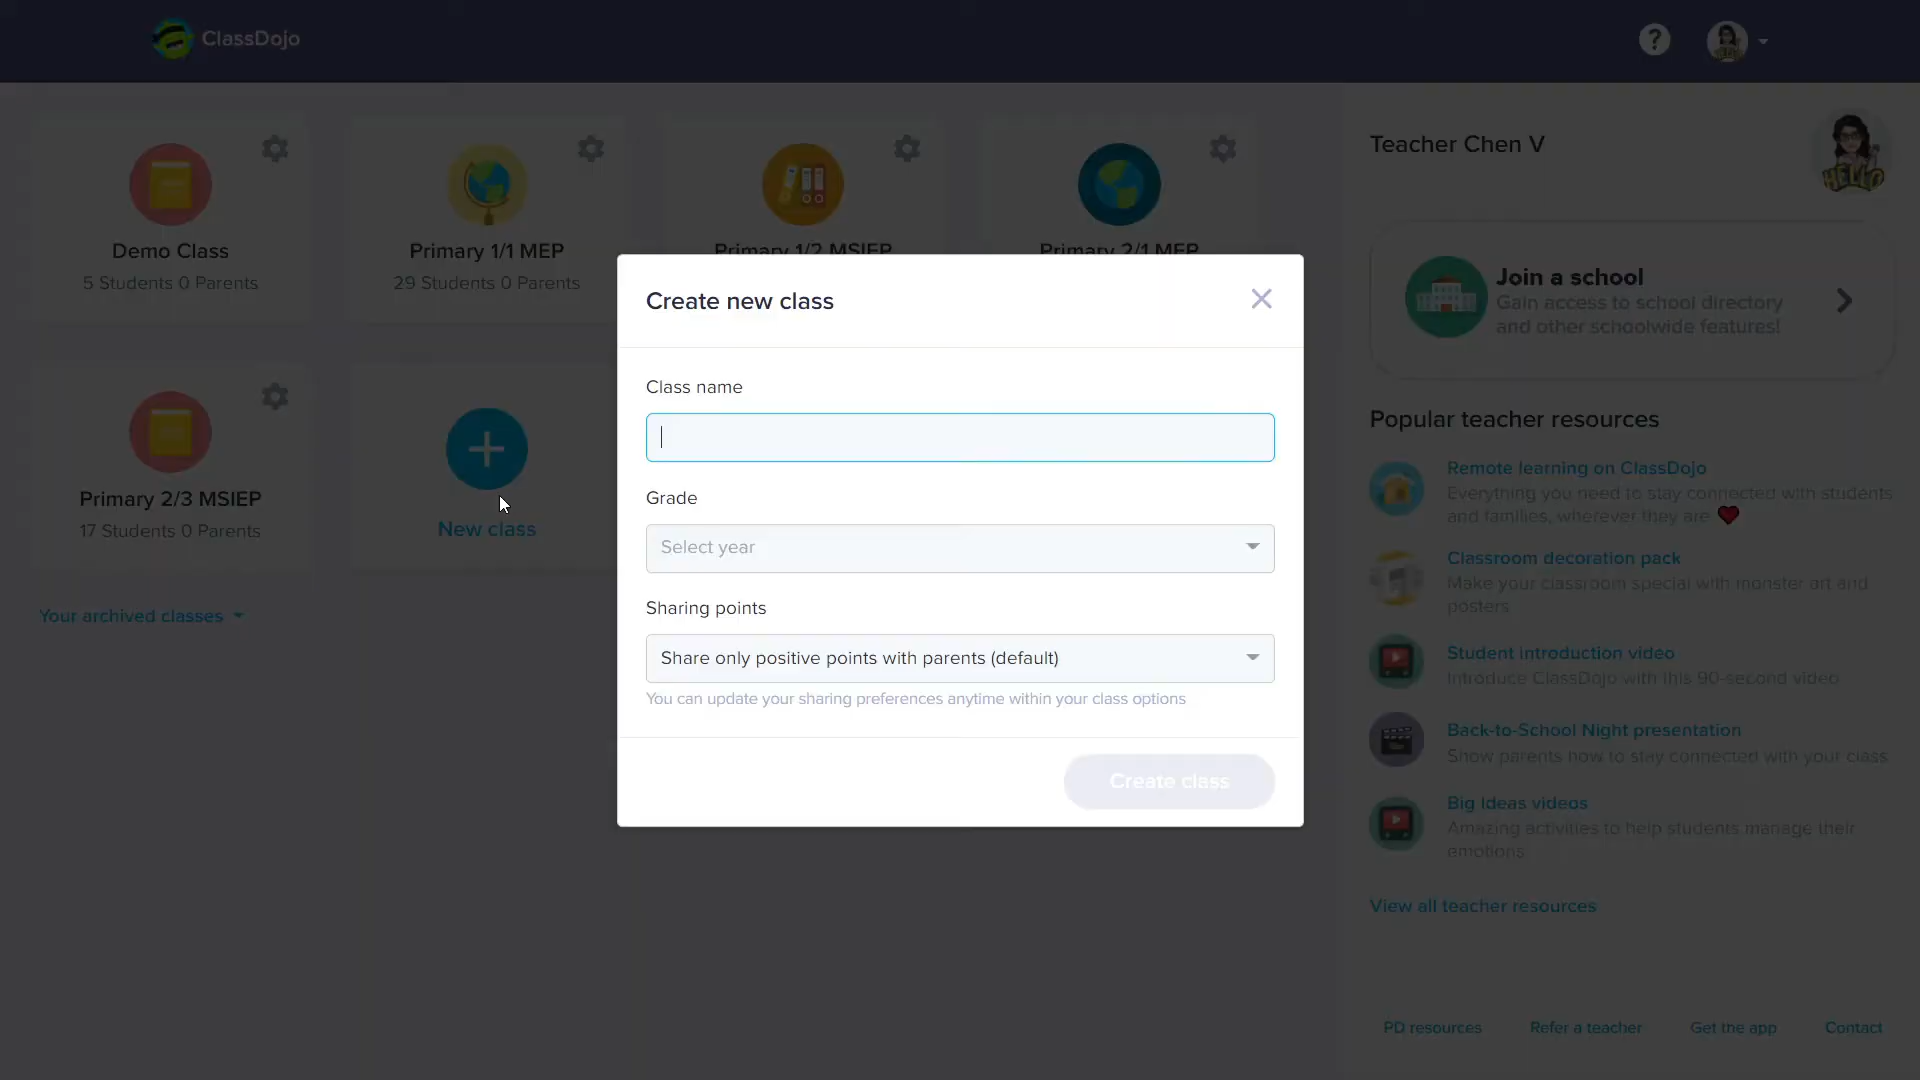 ClassDojo
?
Demo Class
5 Students 0 Parents
Primary 1/1 MEP
29 Students 0 Parents
Primary 1/2 MSIEP
Primary 2/1 MEP
Primary 2/3 MSIEP
17 Students 0 Parents
New class
Your archived classes
Create new class
Class name
Grade
Select year
Sharing points
Share only positive points with parents (default)
You can update your sharing preferences anytime within your class options
Create class
Teacher Chen V
HELLO
Join a school
Gain access to school directory
and other schoolwide features!
Popular teacher resources
Remote learning on ClassDojo
Everything you need to stay connected with students
and families, wherever they are
Classroom decoration pack
Make your classroom special with monster art and
posters
Student introduction video
Introduce ClassDojo with this 90-second video
Back-to-School Night presentation
Show parents how to stay connected with your class
Big Ideas videos
Amazing activities to help students manage their
emotions
View all teacher resources
PD resources
Refer a teacher
Get the app
Contact